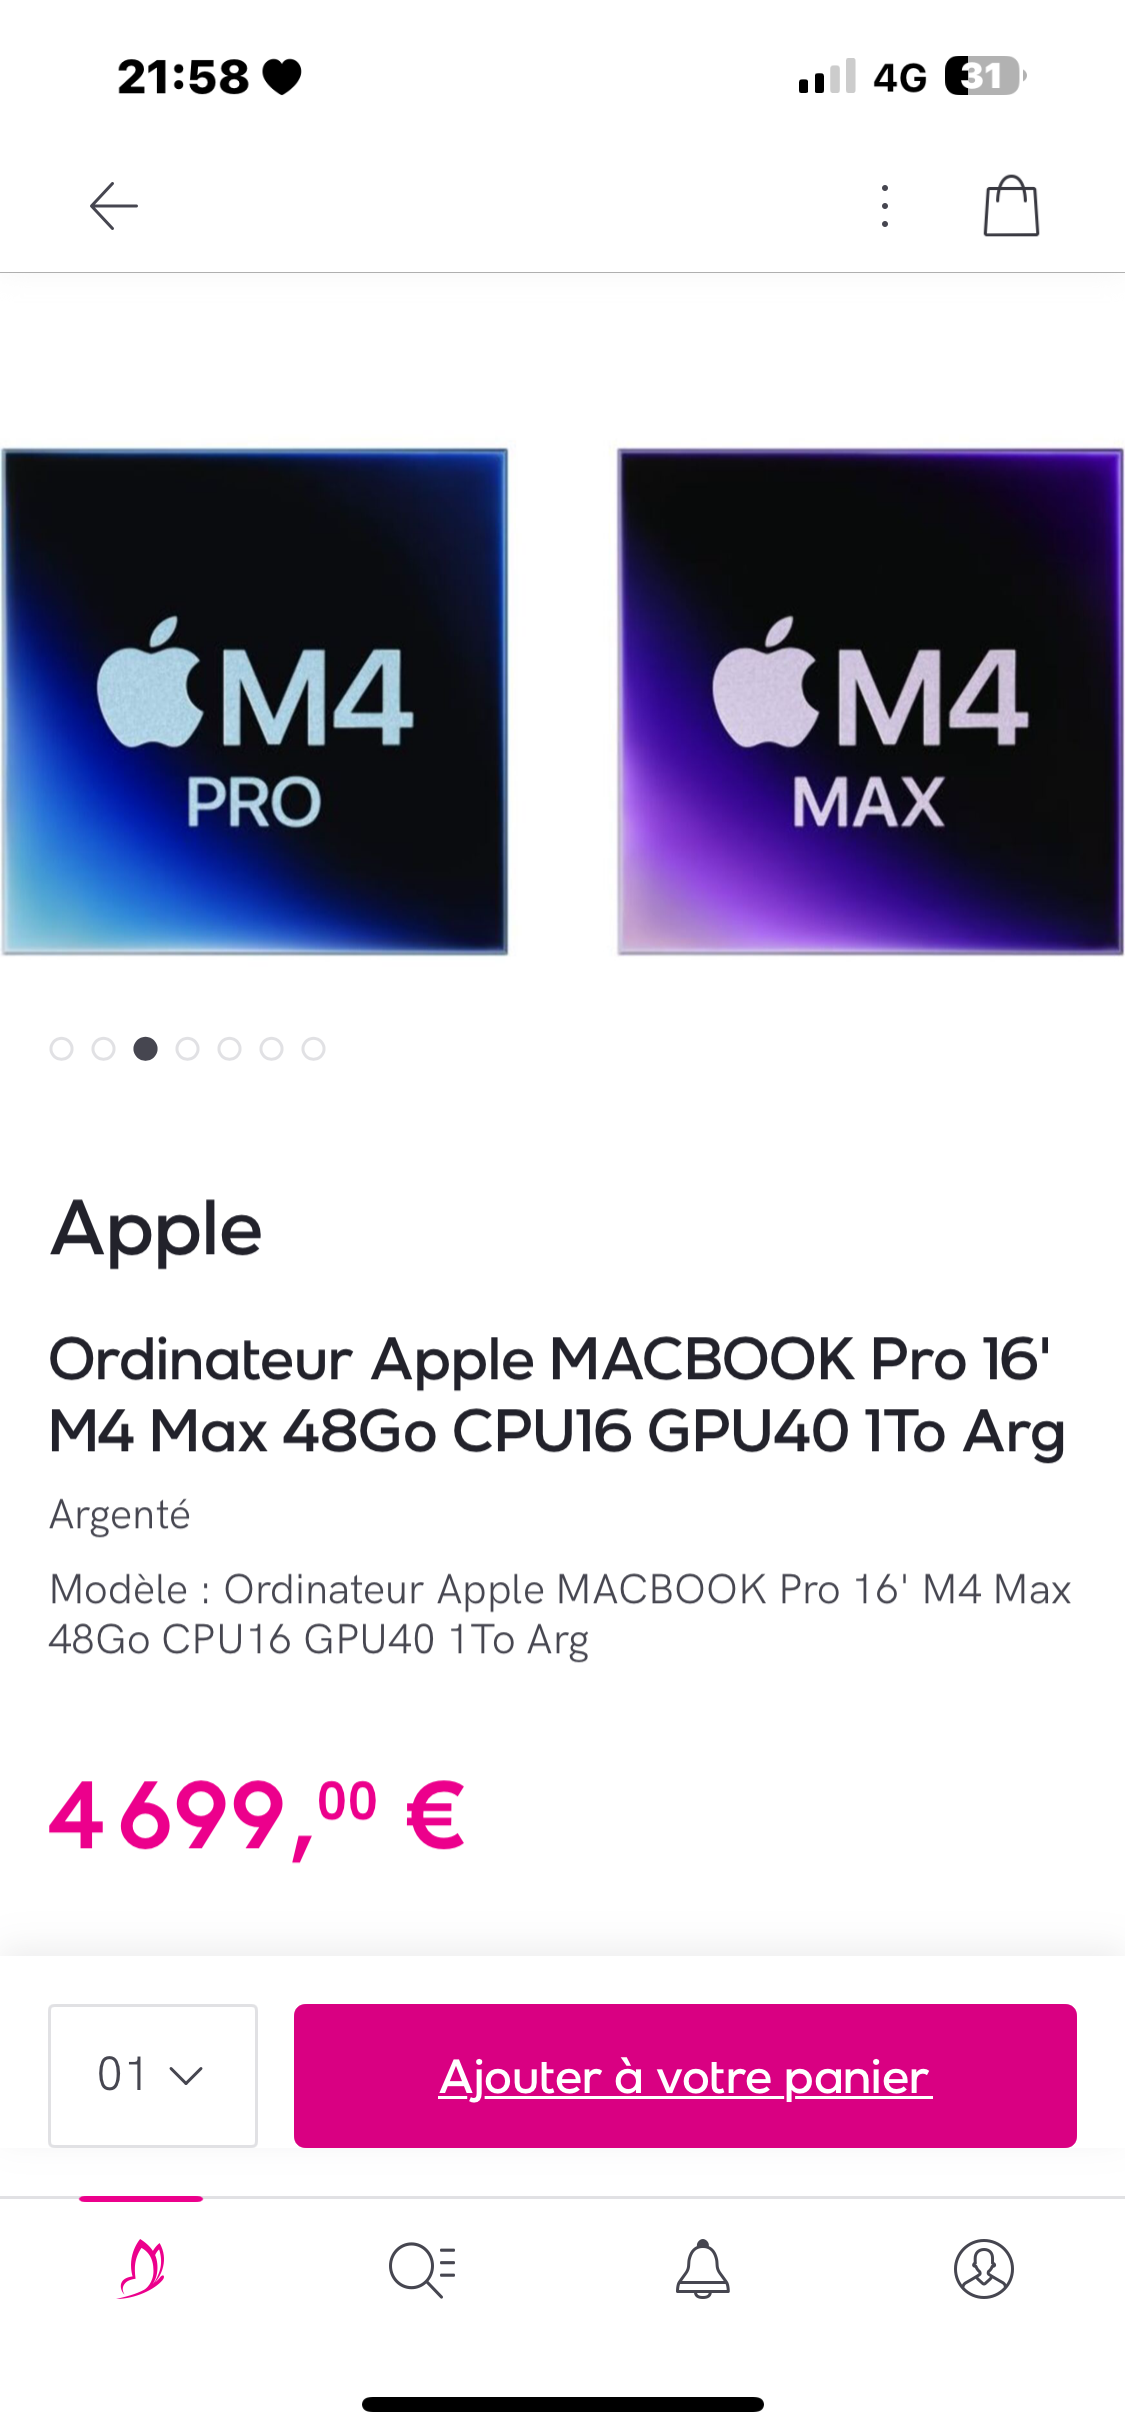 21:58
4G
31
M4
PRO
M4
MAX
Apple
Ordinateur Apple MACBOOK Pro 16'
M4 Max 48Go CPU16 GPU40 1To Arg
Argenté
Modèle : Ordinateur Apple MACBOOK Pro 16' M4 Max
48Go CPU16 GPU40 1To Arg
4 699,00 €
01
Ajouter à votre panier